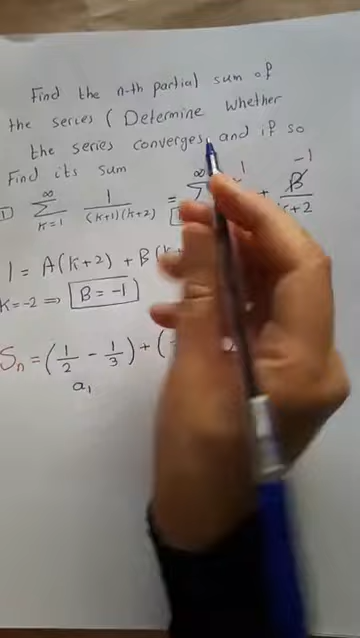 Find the n-th partial sum of
the series (Determine whether
the series converges, and if so
Find its sum
1) ∞ Σ k=1 1/((k+1)(k+2)) = ∞ Σ 1 + -1 B/k+2
1 = A(k+2) + B(k+
k=-2 ⇒ B = -1
Sn = (1/2 - 1/3) + (
a1